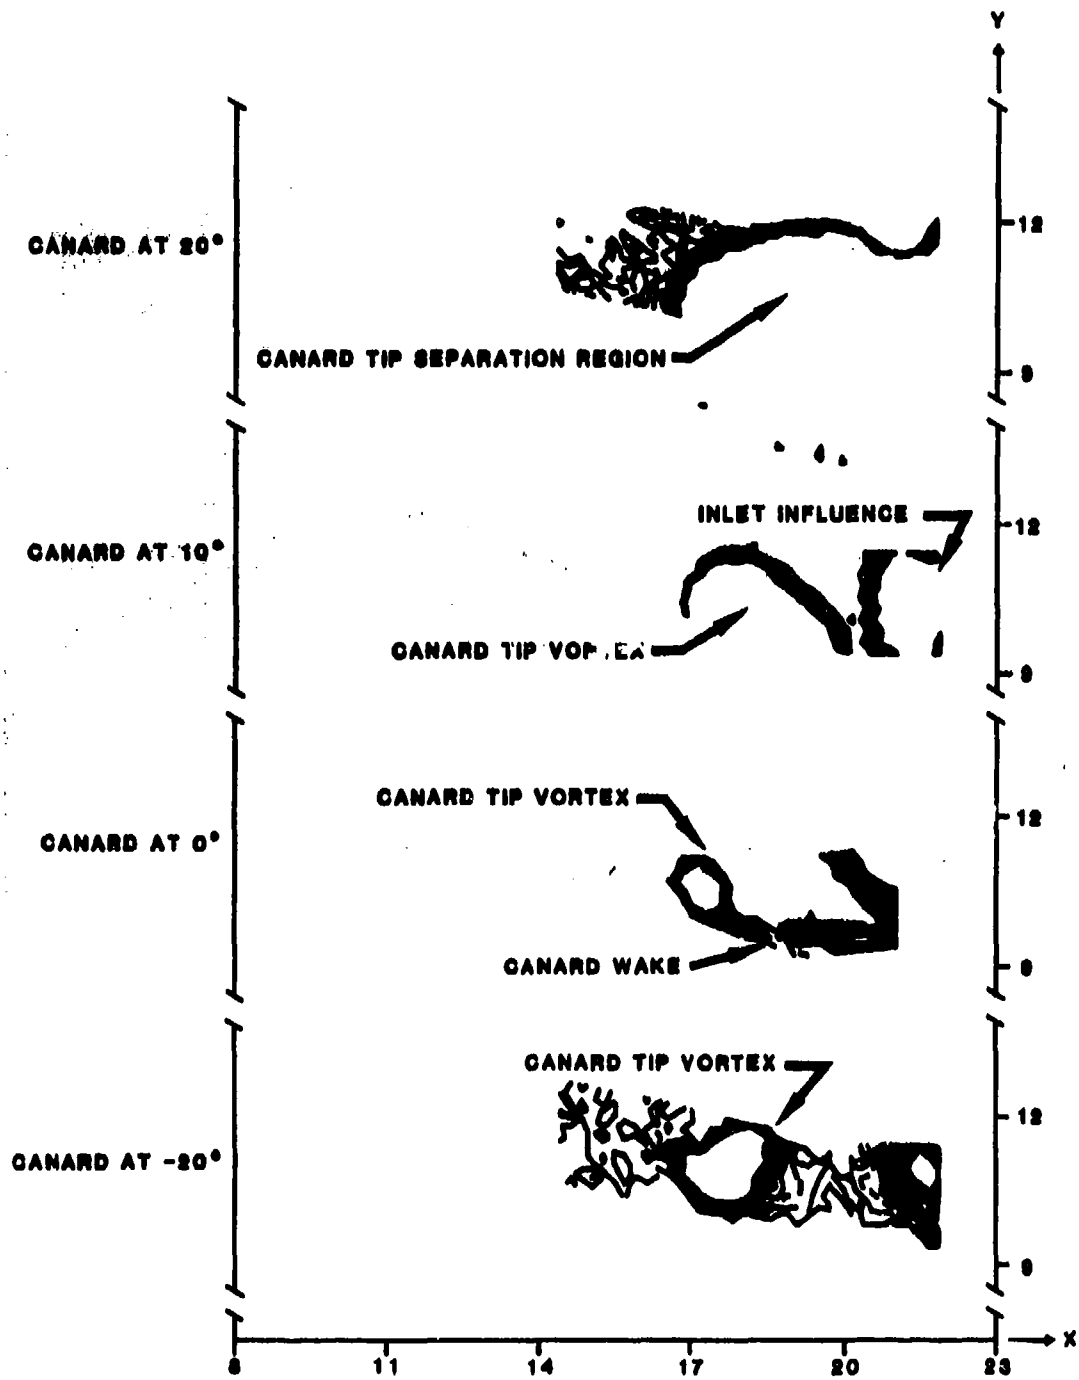 Y
CANARD AT 20°
12
CANARD TIP SEPARATION REGION
9
INLET INFLUENCE
12
CANARD AT 10°
CANARD TIP
9
CANARD TIP VORTEX
12
CANARD AT 0°
CANARD WAKE
9
CANARD TIP VORTEX
12
CANARD AT -20°
9
X
8 11 14 17 20 23